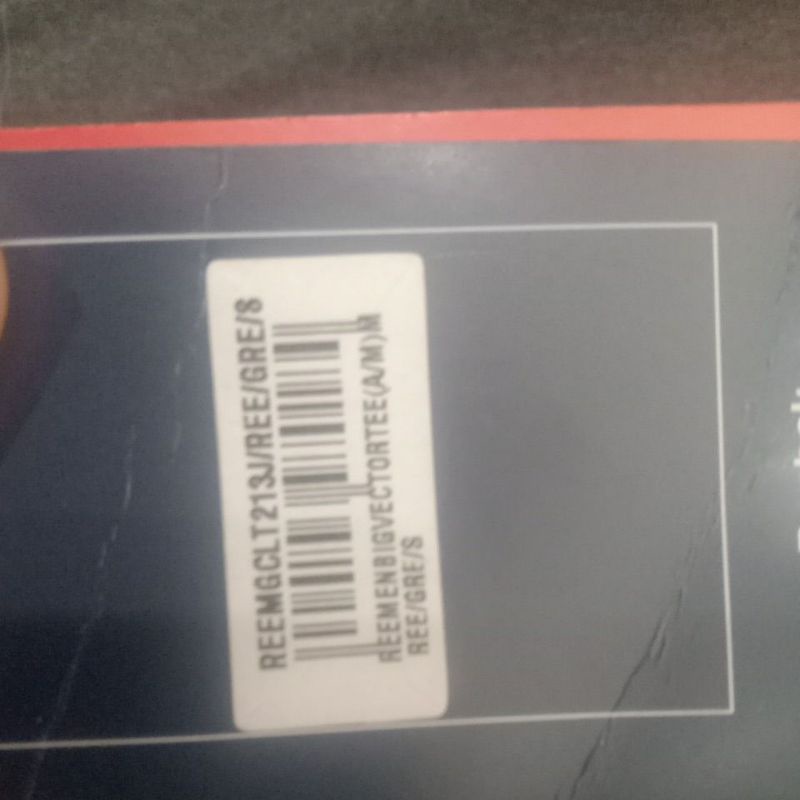 REEMGCLT213J/REE/GRE/S
REEMENBIGVECTORTEE(A/M)M
REE/GRE/S